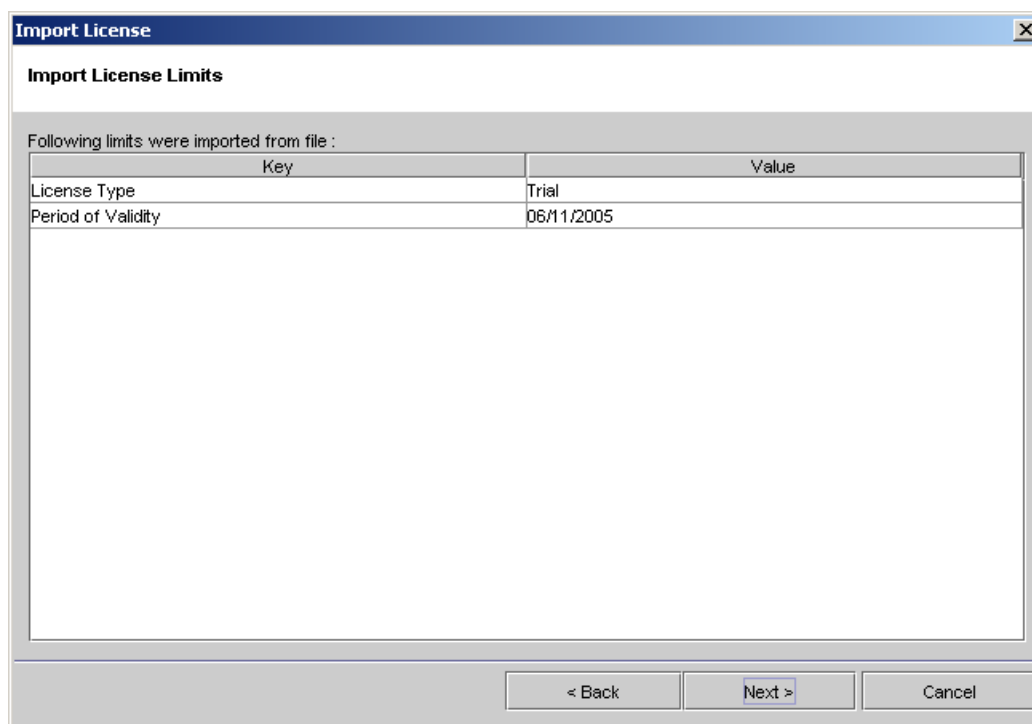 Import License
Import License Limits
Following limits were imported from file :
Key Value
License Type Trial
Period of Validity 06/11/2005
< Back Next > Cancel